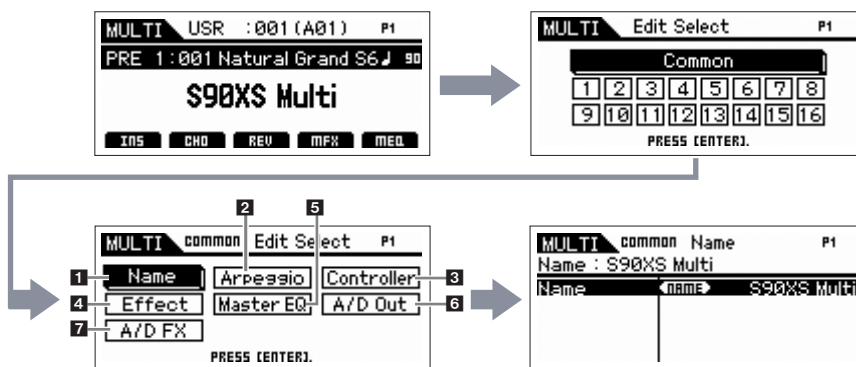 MULTI USR :001(A01) P1
PRE 1:001 Natural Grand S6♩ 90
S90XS Multi
INS CHO REV MFX MEQ
MULTI Edit Select P1
Common
1 2 3 4 5 6 7 8
9 10 11 12 13 14 15 16
PRESS [ENTER].
2 5
MULTI common Edit Select P1
1 Name Arpeggio Controller 3
4 Effect Master EQ A/D Out 6
7 A/D FX
PRESS [ENTER].
MULTI common Name P1
Name : S90XS Multi
Name NAME S90XS Multi